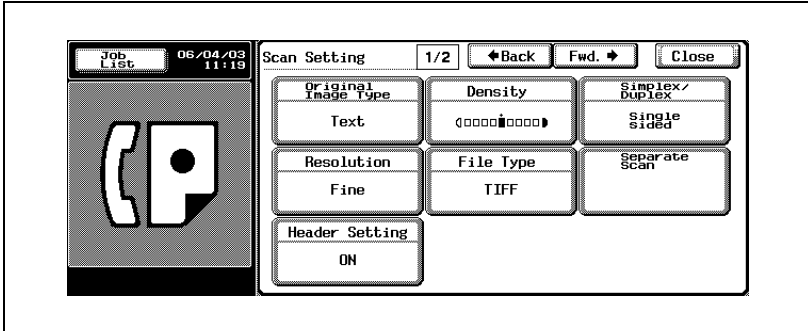 Job
List
06/04/03
11:19
Scan Setting
1/2
Back
Fwd.
Close
Original
Image Type
Text
Density
Simplex/
Duplex
Single
sided
Resolution
Fine
File Type
TIFF
Separate
Scan
Header Setting
ON